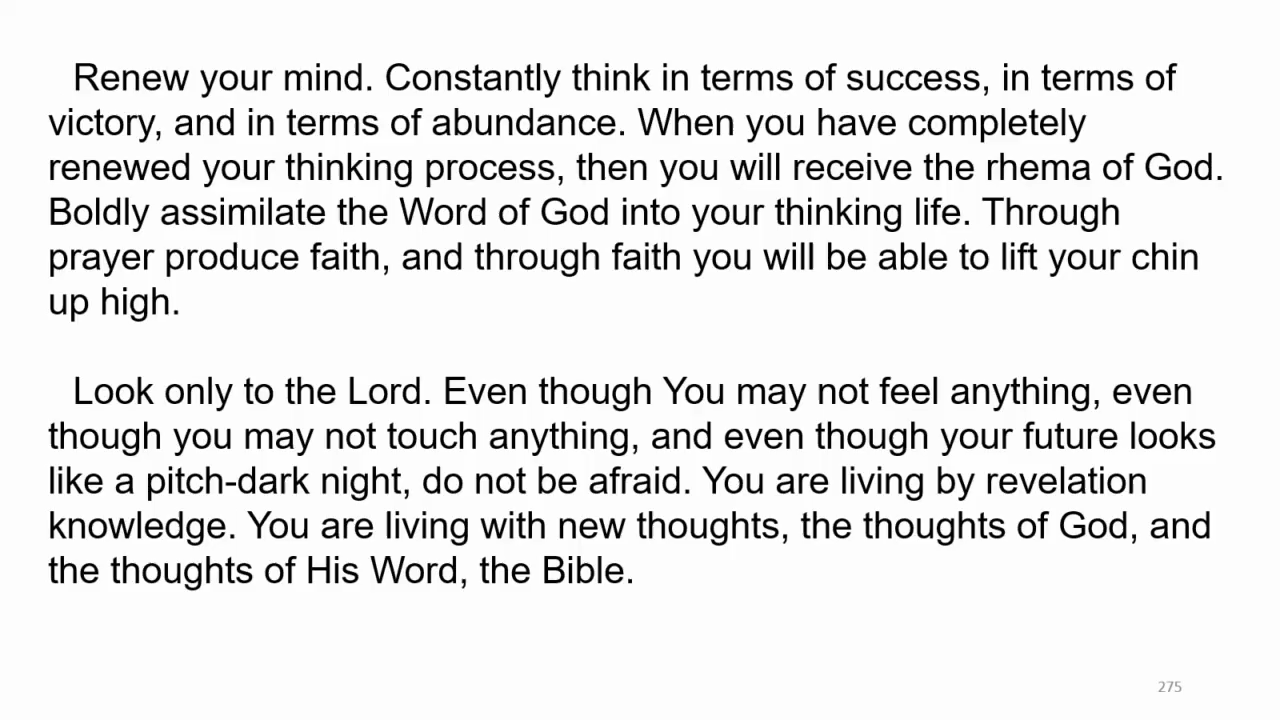 Renew your mind. Constantly think in terms of success, in terms of
victory, and in terms of abundance. When you have completely
renewed your thinking process, then you will receive the rhema of God.
Boldly assimilate the Word of God into your thinking life. Through
prayer produce faith, and through faith you will be able to lift your chin
up high.
Look only to the Lord. Even though You may not feel anything, even
though you may not touch anything, and even though your future looks
like a pitch-dark night, do not be afraid. You are living by revelation
knowledge. You are living with new thoughts, the thoughts of God, and
the thoughts of His Word, the Bible.
275